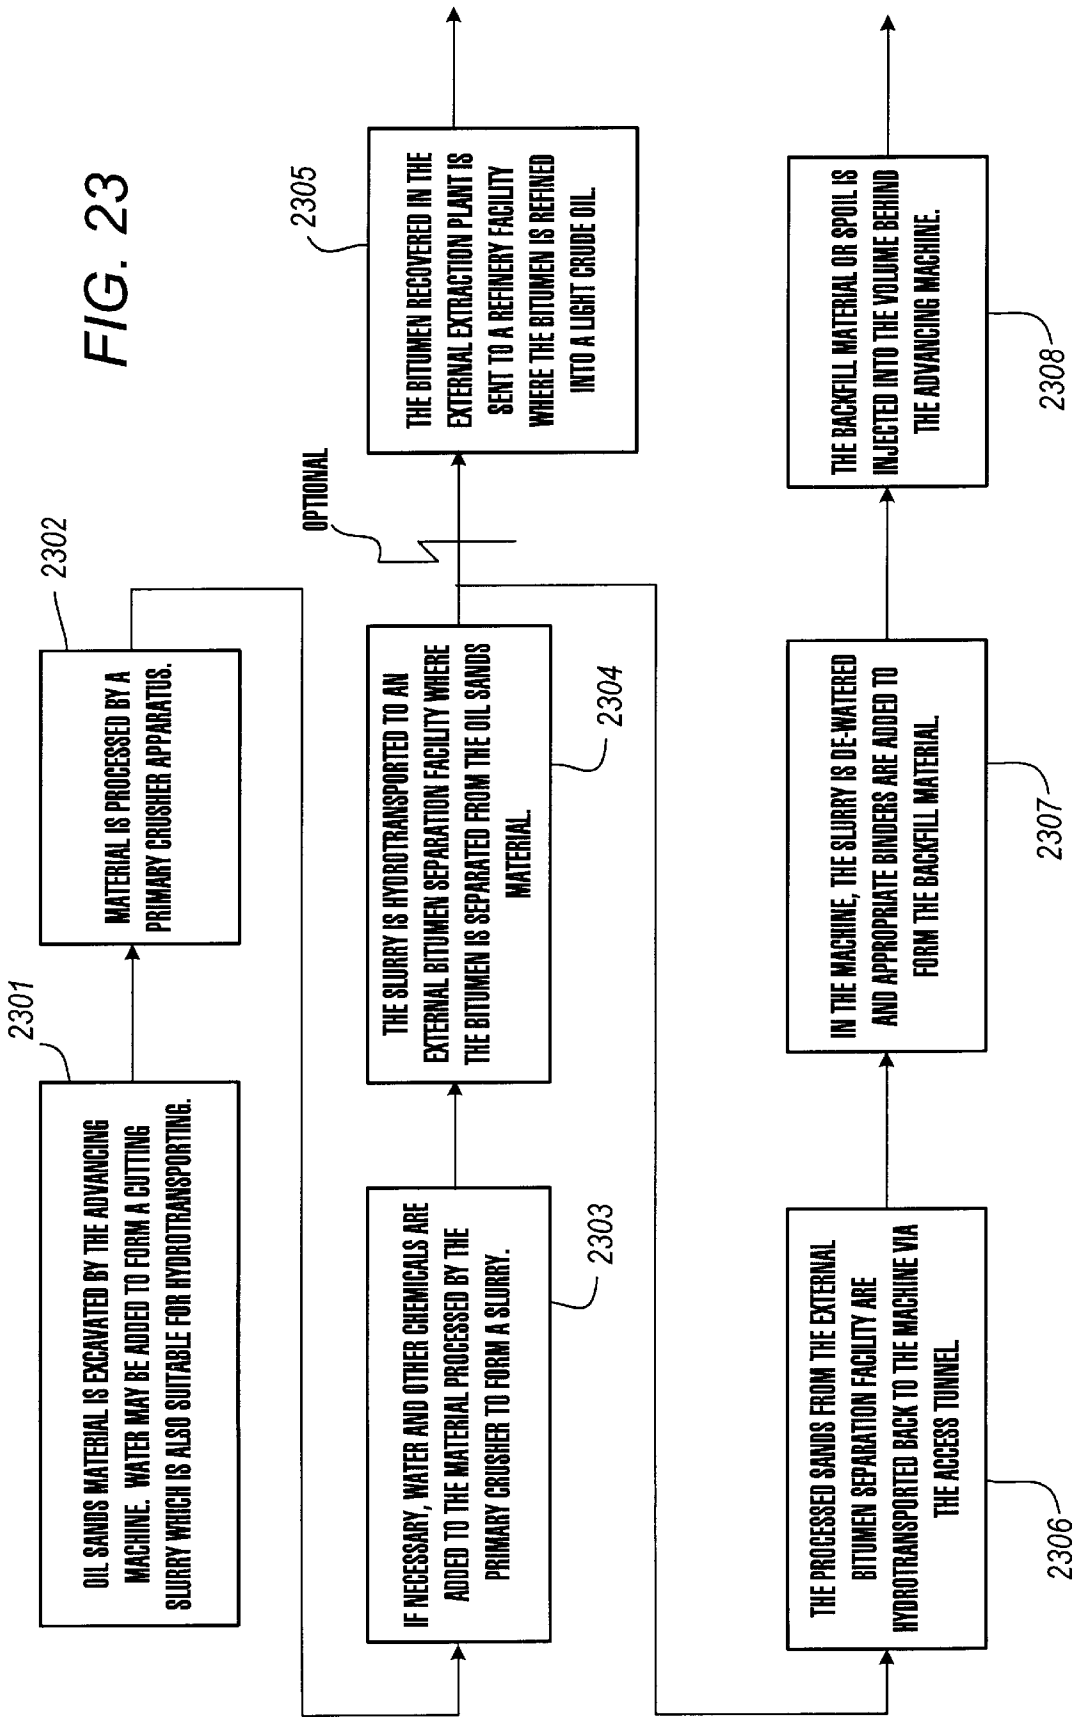 FIG. 23
2301
OIL SANDS MATERIAL IS EXCAVATED BY THE ADVANCING
MACHINE. WATER MAY BE ADDED TO FORM A CUTTING
SLURRY WHICH IS ALSO SUITABLE FOR HYDROTRANSPORTING.
2302
MATERIAL IS PROCESSED BY A
PRIMARY CRUSHER APPARATUS.
IF NECESSARY, WATER AND OTHER CHEMICALS ARE
ADDED TO THE MATERIAL PROCESSED BY THE
PRIMARY CRUSHER TO FORM A SLURRY.
2303
THE SLURRY IS HYDROTRANSPORTED TO AN
EXTERNAL BITUMEN SEPARATION FACILITY WHERE
THE BITUMEN IS SEPARATED FROM THE OIL SANDS
MATERIAL.
2304
OPTIONAL
2305
THE BITUMEN RECOVERED IN THE
EXTERNAL EXTRACTION PLANT IS
SENT TO A REFINERY FACILITY
WHERE THE BITUMEN IS REFINED
INTO A LIGHT CRUDE OIL.
THE PROCESSED SANDS FROM THE EXTERNAL
BITUMEN SEPARATION FACILITY ARE
HYDROTRANSPORTED BACK TO THE MACHINE VIA
THE ACCESS TUNNEL.
2306
IN THE MACHINE, THE SLURRY IS DE-WATERED
AND APPROPRIATE BINDERS ARE ADDED TO
FORM THE BACKFILL MATERIAL.
2307
THE BACKFILL MATERIAL OR SPOIL IS
INJECTED INTO THE VOLUME BEHIND
THE ADVANCING MACHINE.
2308